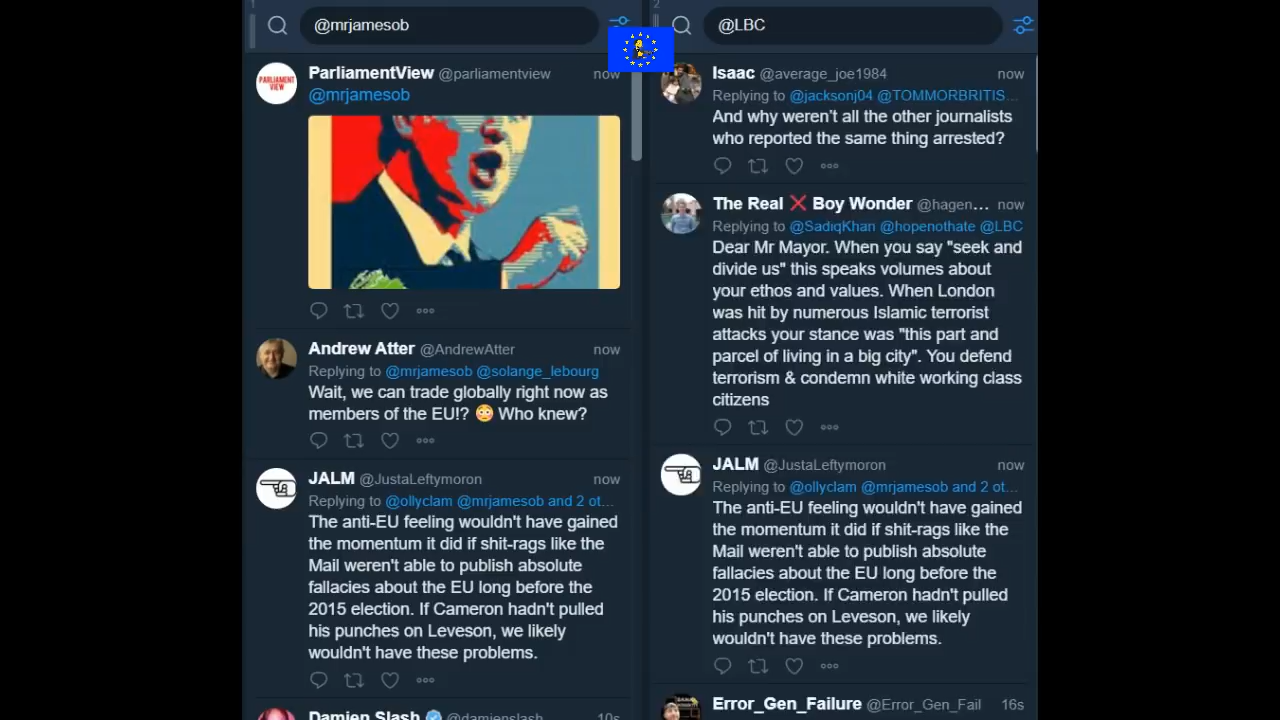 1
@mrjamesob
ParliamentView @parliamentview now
PARLIAMENT
VIEW
@mrjamesob
Andrew Atter @AndrewAtter now
Replying to @mrjamesob @solange_lebourg
Wait, we can trade globally right now as
members of the EU!? 😳 Who knew?
JALM @JustaLeftymoron now
Replying to @ollyclam @mrjamesob and 2 ot...
The anti-EU feeling wouldn't have gained
the momentum it did if shit-rags like the
Mail weren't able to publish absolute
fallacies about the EU long before the
2015 election. If Cameron hadn't pulled
his punches on Leveson, we likely
wouldn't have these problems.
Damien Slash @damienslash 10s
2
@LBC
Isaac @average_joe1984 now
Replying to @jacksonj04 @TOMMORBRITIS...
And why weren't all the other journalists
who reported the same thing arrested?
The Real ❌ Boy Wonder @hagen... now
Replying to @SadiqKhan @hopenothate @LBC
Dear Mr Mayor. When you say "seek and
divide us" this speaks volumes about
your ethos and values. When London
was hit by numerous Islamic terrorist
attacks your stance was "this part and
parcel of living in a big city". You defend
terrorism & condemn white working class
citizens
JALM @JustaLeftymoron now
Replying to @ollyclam @mrjamesob and 2 ot...
The anti-EU feeling wouldn't have gained
the momentum it did if shit-rags like the
Mail weren't able to publish absolute
fallacies about the EU long before the
2015 election. If Cameron hadn't pulled
his punches on Leveson, we likely
wouldn't have these problems.
Error_Gen_Failure @Error_Gen_Fail 16s